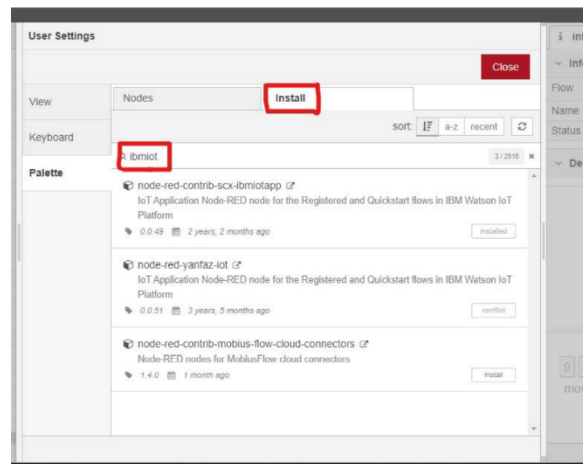 User Settings
Close
View
Keyboard
Palette
Nodes
Install
sort:
a-z
recent
ibmiot
3 / 2516
node-red-contrib-scx-ibmiotapp
IoT Application Node-RED node for the Registered and Quickstart flows in IBM Watson IoT
Platform
0.0.49 2 years, 2 months ago
installed
node-red-yanfaz-iot
IoT Application Node-RED node for the Registered and Quickstart flows in IBM Watson IoT
Platform
0.0.51 3 years, 5 months ago
conflict
node-red-contrib-mobius-flow-cloud-connectors
Node-RED nodes for MobiusFlow cloud connectors
1.4.0 1 month ago
install
i
Flow
Name
Status